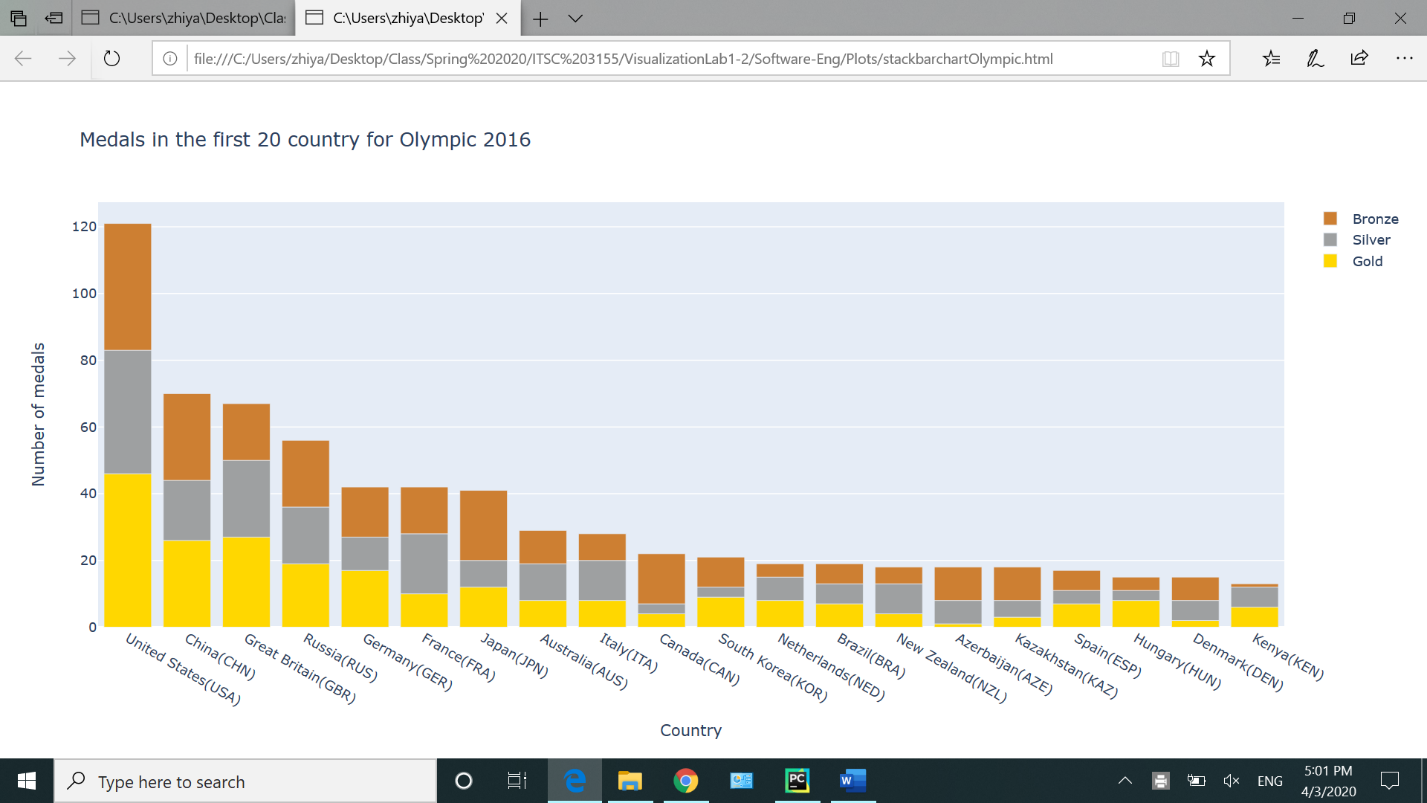 C:\Users\zhiya\Desktop\Cla:
C:\Users\zhiya\Desktop'
file:///C:/Users/zhiya/Desktop/Class/Spring%202020/ITSC%203155/VisualizationLab1-2/Software-Eng/Plots/stackbarchartOlympic.html
Medals in the first 20 country for Olympic 2016
Bronze
Silver
Gold
Number of medals
120
100
80
60
40
20
0
United States(USA)
China(CHN)
Great Britain(GBR)
Russia(RUS)
Germany(GER)
France(FRA)
Japan(JPN)
Australia(AUS)
Italy(ITA)
Canada(CAN)
South Korea(KOR)
Netherlands(NED)
Brazil(BRA)
New Zealand(NZL)
Azerbaijan(AZE)
Kazakhstan(KAZ)
Spain(ESP)
Hungary(HUN)
Denmark(DEN)
Kenya(KEN)
Country
Type here to search
PC
W
ENG
5:01 PM
4/3/2020